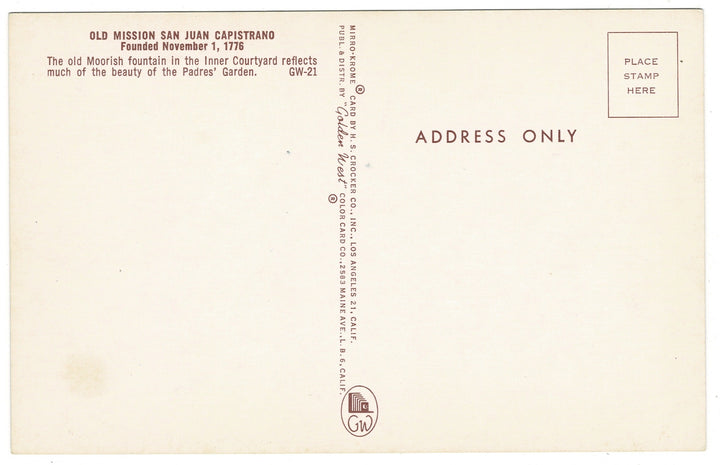 OLD MISSION SAN JUAN CAPISTRANO
Founded November 1, 1776
The old Moorish fountain in the Inner Courtyard reflects
much of the beauty of the Padres' Garden. GW-21
MIRRO-KROME ® CARD BY H. S. CROCKER CO., INC., LOS ANGELES 21, CALIF.
PUBL. & DISTR. BY "Golden West" ® COLOR CARD CO., 2583 MAINE AVE., L. B. 6, CALIF.
GW
ADDRESS ONLY
PLACE
STAMP
HERE